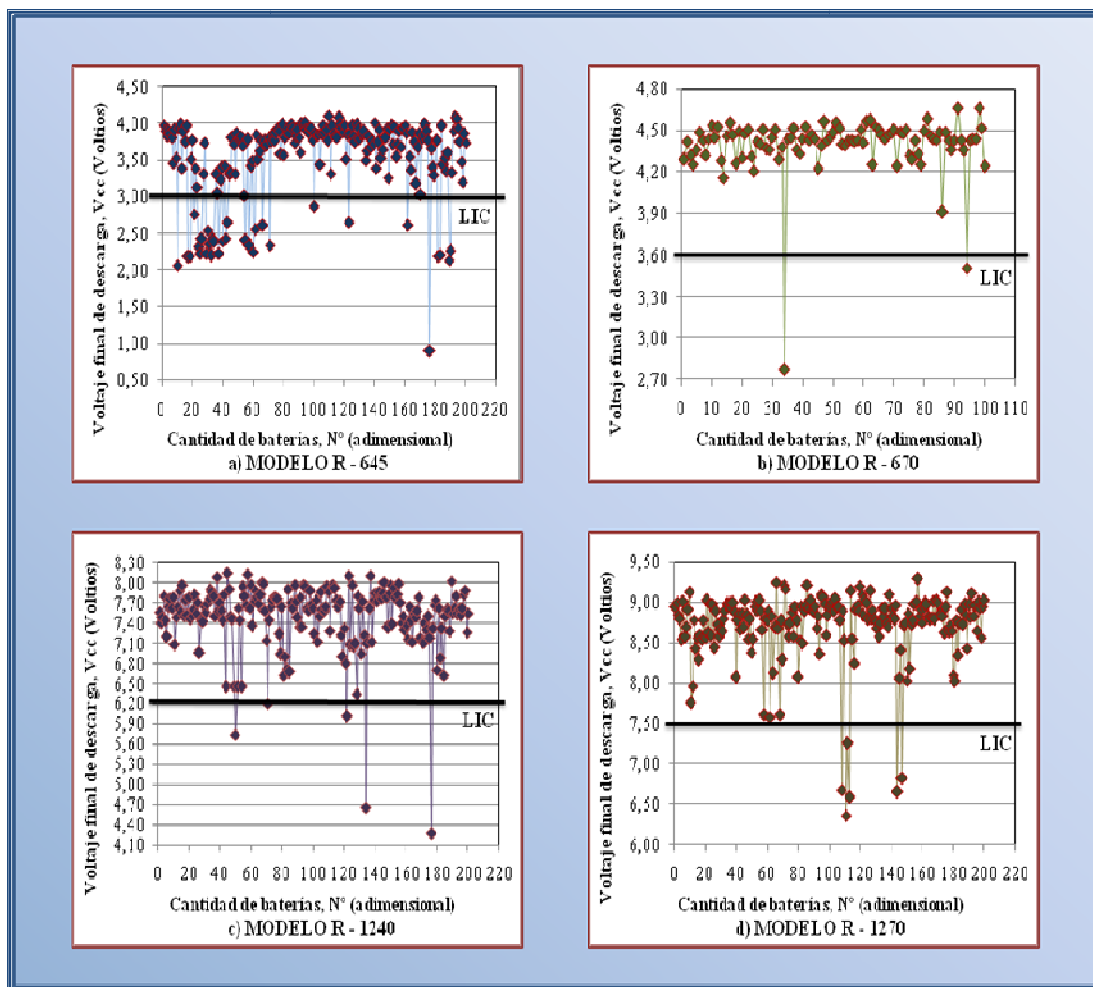 Voltaje final de descarga, Vcc (Voltios)
4,50
4,00
3,50
3,00
2,50
2,00
1,50
1,00
0,50
LIC
0 20 40 60 80 100 120 140 160 180 200 220
Cantidad de baterías, N° (adimensional)
a) MODELO R - 645
Voltaje final de descarga, Vcc (Voltios)
4,80
4,50
4,20
3,90
3,60
3,30
3,00
2,70
LIC
0 10 20 30 40 50 60 70 80 90 100 110
Cantidad de baterías, N° (adimensional)
b) MODELO R - 670
Voltaje final de descarga, Vcc (Voltios)
8,30
8,00
7,70
7,40
7,10
6,80
6,50
6,20
5,90
5,60
5,30
5,00
4,70
4,40
4,10
LIC
0 20 40 60 80 100 120 140 160 180 200 220
Cantidad de baterías, N° (adimensional)
c) MODELO R - 1240
Voltaje final de descarga, Vcc (Voltios)
9,50
9,00
8,50
8,00
7,50
7,00
6,50
6,00
LIC
0 20 40 60 80 100 120 140 160 180 200 220
Cantidad de baterías, N° (adimensional)
d) MODELO R - 1270